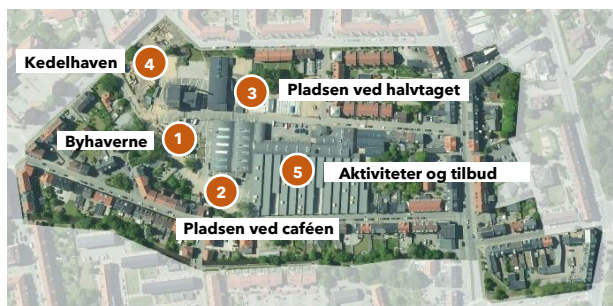 Kedelhaven
4
3
Pladsen ved halvtaget
1
Byhaverne
5
Aktiviteter og tilbud
2
Pladsen ved caféen